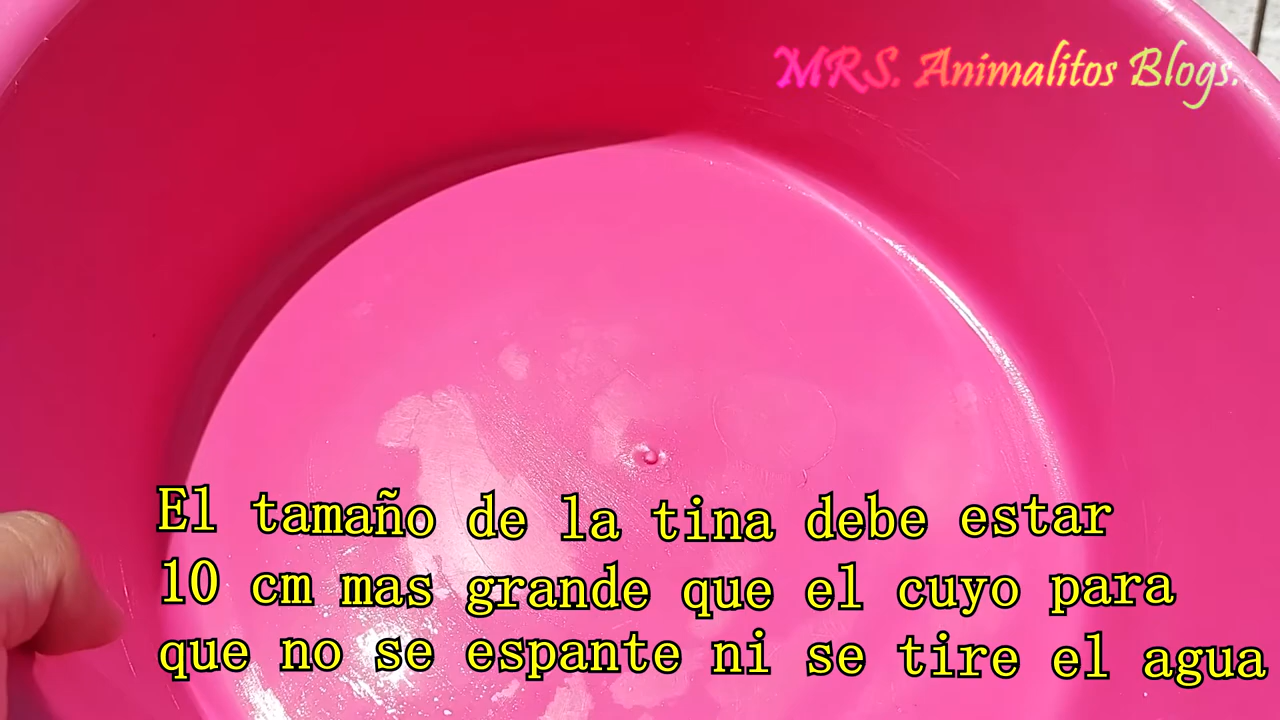 MRS. Animalitos Blogs.
El tamaño de la tina debe estar
10 cm mas grande que el cuyo para
que no se espante ni se tire el agua